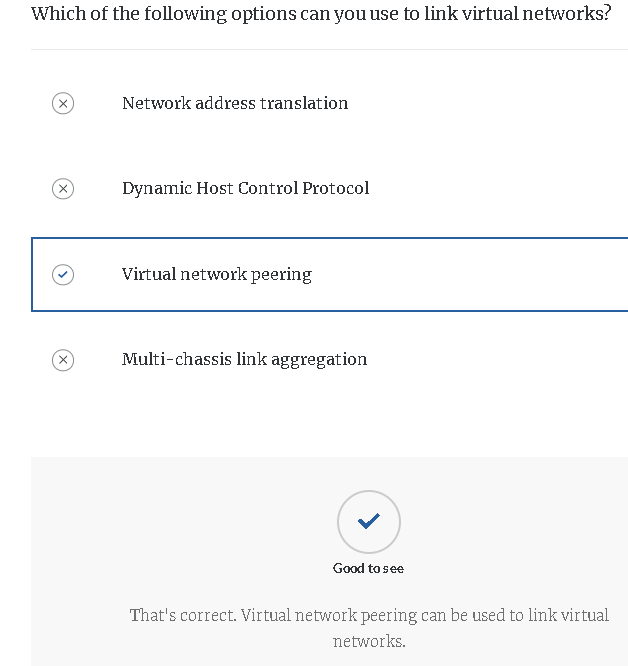 Which of the following options can you use to link virtual networks?
Network address translation
Dynamic Host Control Protocol
Virtual network peering
Multi-chassis link aggregation
Good to see
That's correct. Virtual network peering can be used to link virtual
networks.